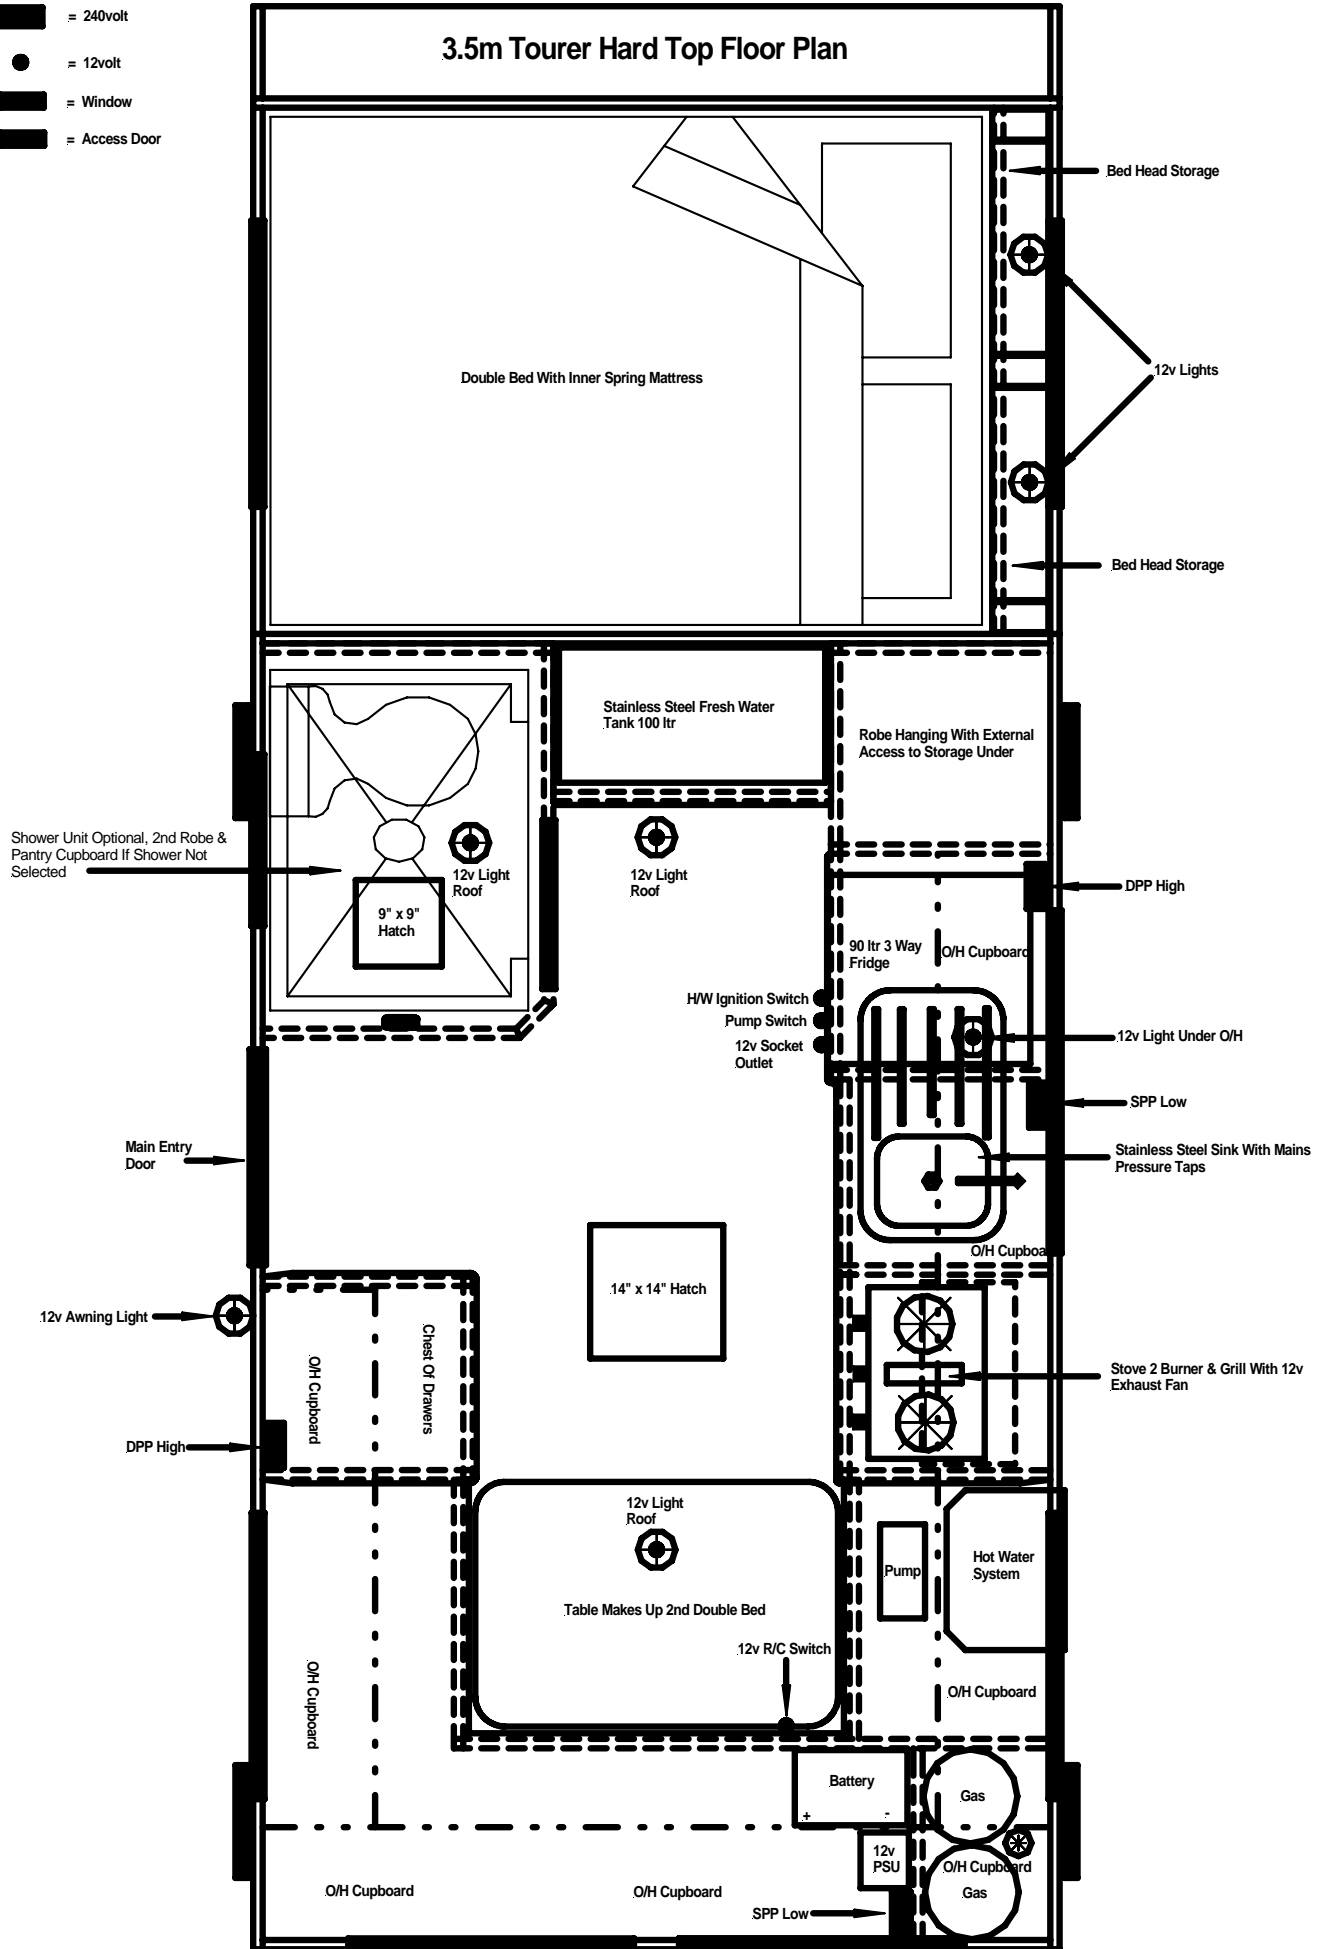 = 240volt
= 12volt
= Window
= Access Door
3.5m Tourer Hard Top Floor Plan
Bed Head Storage
12v Lights
Double Bed With Inner Spring Mattress
Bed Head Storage
Stainless Steel Fresh Water
Tank 100 ltr
Robe Hanging With External
Access to Storage Under
Shower Unit Optional, 2nd Robe &
Pantry Cupboard If Shower Not
Selected
12v Light
Roof
12v Light
Roof
9" x 9"
Hatch
DPP High
90 ltr 3 Way
Fridge
O/H Cupboard
H/W Ignition Switch
Pump Switch
12v Socket
Outlet
12v Light Under O/H
SPP Low
Main Entry
Door
Stainless Steel Sink With Mains
Pressure Taps
O/H Cupboa
14" x 14" Hatch
12v Awning Light
O/H Cupboard
Chest Of Drawers
Stove 2 Burner & Grill With 12v
Exhaust Fan
DPP High
12v Light
Roof
Pump
Hot Water
System
Table Makes Up 2nd Double Bed
12v R/C Switch
O/H Cupboard
O/H Cupboard
Battery
+ -
Gas
12v
PSU
O/H Cupboard
Gas
O/H Cupboard
O/H Cupboard
SPP Low